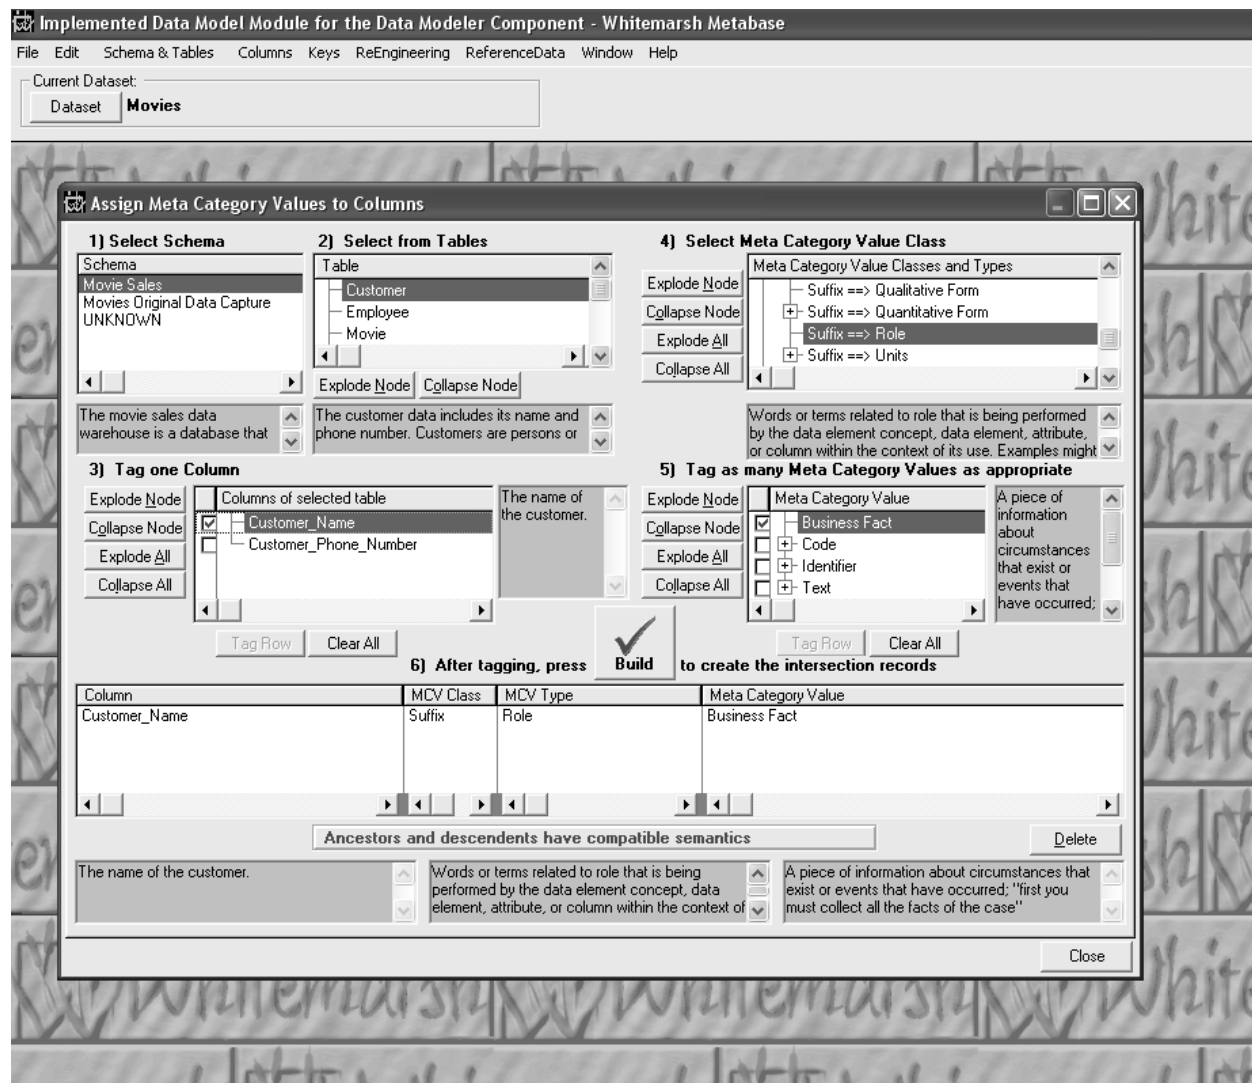 Implemented Data Model Module for the Data Modeler Component - Whitemarsh Metabase
File Edit Schema & Tables Columns Keys ReEngineering ReferenceData Window Help
Current Dataset:
Dataset Movies
Assign Meta Category Values to Columns
1) Select Schema
Schema
Movie Sales
Movies Original Data Capture
UNKNOWN
The movie sales data
warehouse is a database that
2) Select from Tables
Table
Customer
Employee
Movie
Explode Node Collapse Node
The customer data includes its name and
phone number. Customers are persons or
4) Select Meta Category Value Class
Explode Node
Collapse Node
Explode All
Collapse All
Meta Category Value Classes and Types
Suffix ==> Qualitative Form
Suffix ==> Quantitative Form
Suffix ==> Role
Suffix ==> Units
Words or terms related to role that is being performed
by the data element concept, data element, attribute,
or column within the context of its use. Examples might
3) Tag one Column
Explode Node
Collapse Node
Explode All
Collapse All
Columns of selected table
Customer_Name
Customer_Phone_Number
The name of
the customer.
Tag Row Clear All
5) Tag as many Meta Category Values as appropriate
Explode Node
Collapse Node
Explode All
Collapse All
Meta Category Value
Business Fact
Code
Identifier
Text
A piece of
information
about
circumstances
that exist or
events that
have occurred;
Tag Row Clear All
6) After tagging, press Build to create the intersection records
Column MCV Class MCV Type Meta Category Value
Customer_Name Suffix Role Business Fact
Ancestors and descendents have compatible semantics
Delete
The name of the customer.
Words or terms related to role that is being
performed by the data element concept, data
element, attribute, or column within the context of
A piece of information about circumstances that
exist or events that have occurred; "first you
must collect all the facts of the case"
Close
Whitemarsh